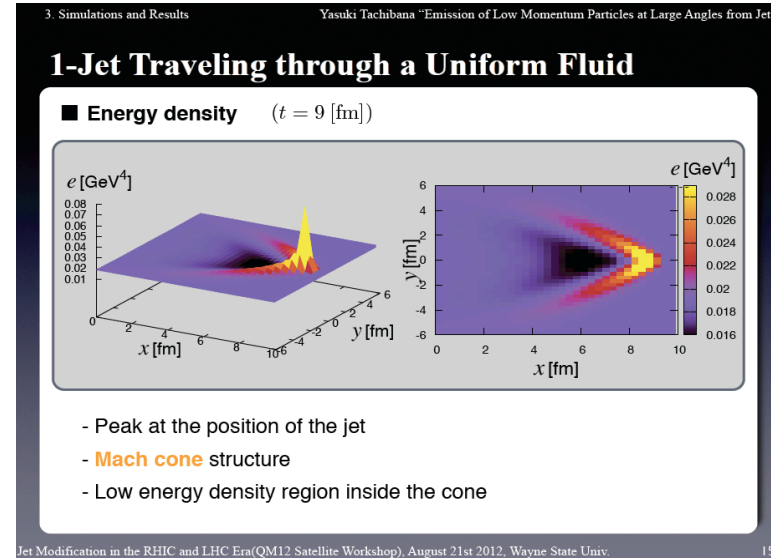 3. Simulations and Results
Yasuki Tachibana “Emission of Low Momentum Particles at Large Angles from Jet
1-Jet Traveling through a Uniform Fluid
■ Energy density (t = 9 [fm])
e [GeV⁴]
0.08
0.07
0.06
0.05
0.04
0.03
0.02
0.01
0
2
4
6
8
10
x [fm]
-6
-4
-2
0
2
4
6
y [fm]
e [GeV⁴]
6
4
2
0
-2
-4
-6
y [fm]
0
2
4
6
8
10
x [fm]
0.028
0.026
0.024
0.022
0.02
0.018
0.016
- Peak at the position of the jet
- Mach cone structure
- Low energy density region inside the cone
Jet Modification in the RHIC and LHC Era(QM12 Satellite Workshop), August 21st 2012, Wayne State Univ.